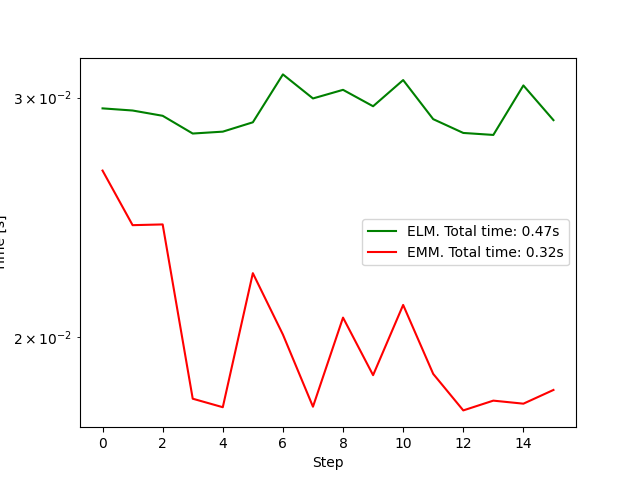 3 × 10⁻²
2 × 10⁻²
Time [s]
ELM. Total time: 0.47s
EMM. Total time: 0.32s
0 2 4 6 8 10 12 14
Step